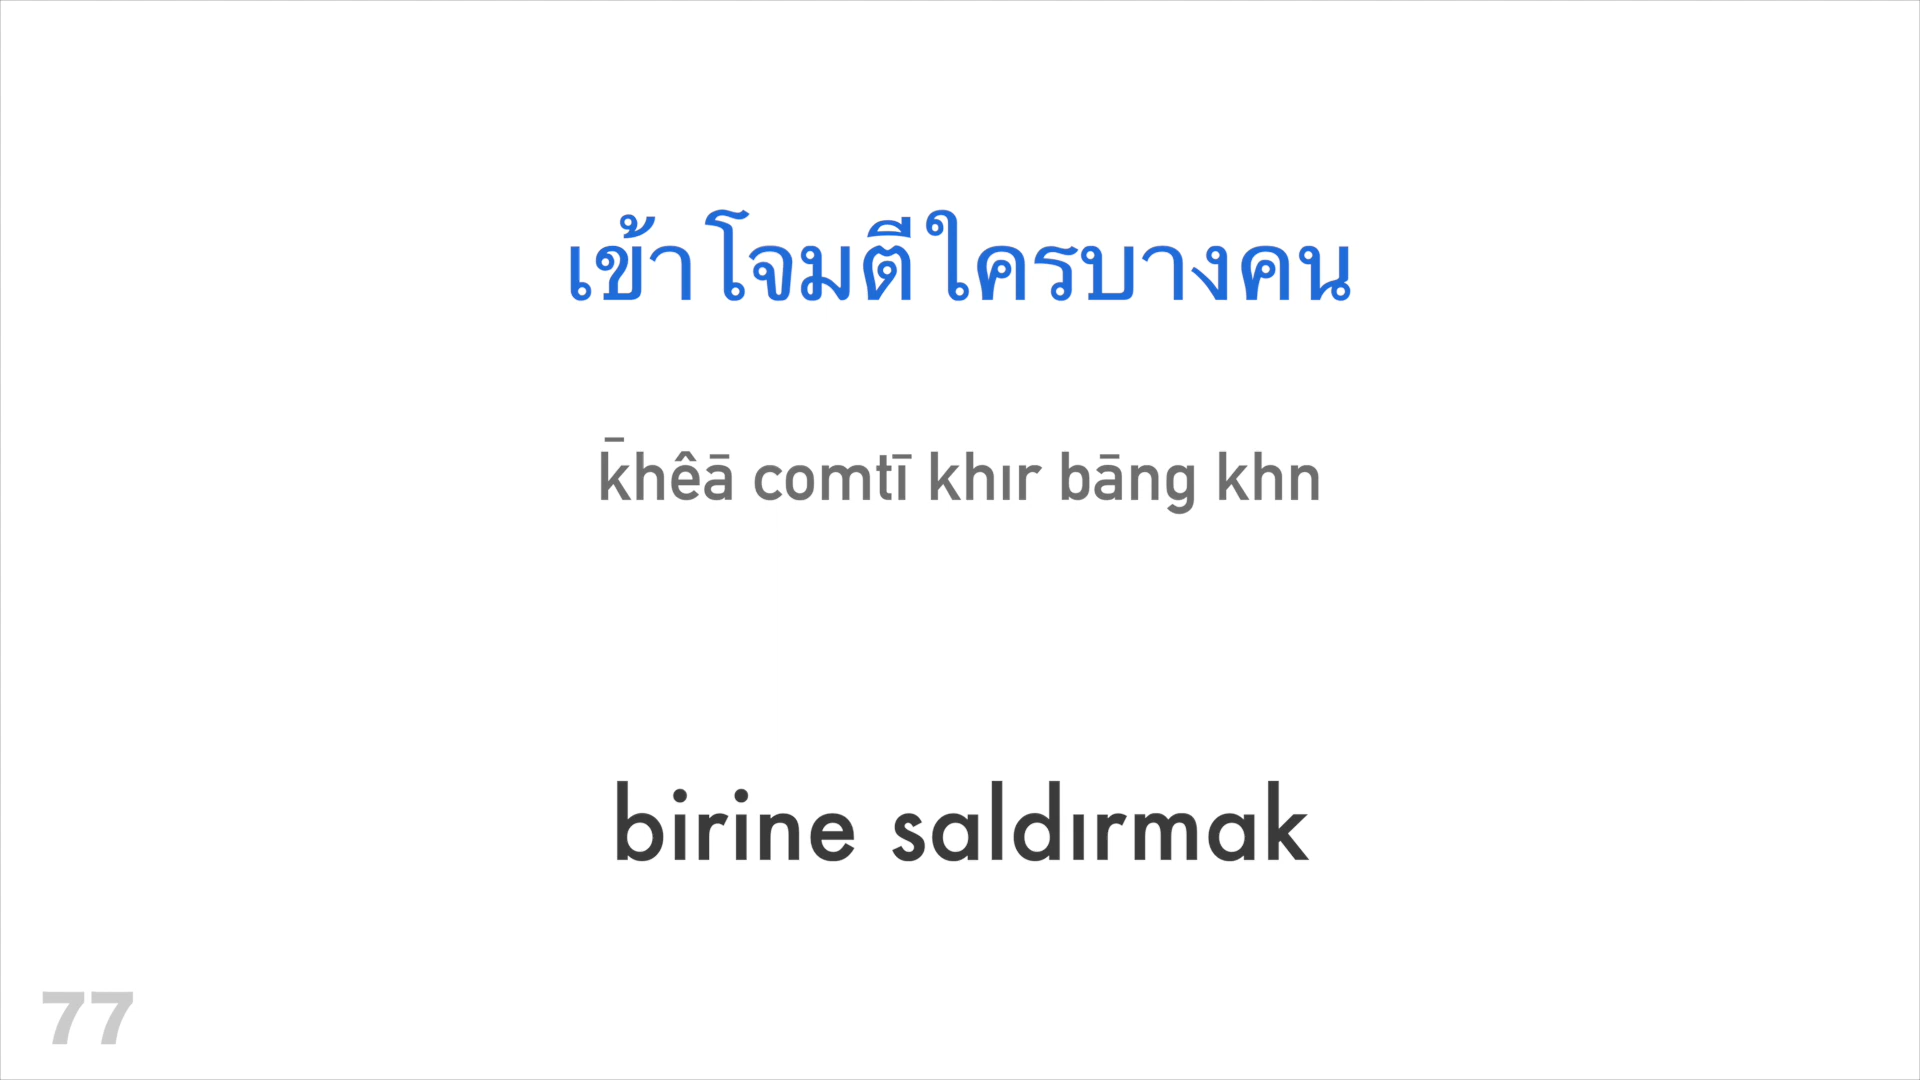 เข้าโจมตีใครบางคน
k̄hêā comtī khır bāng khn
birine saldırmak
77